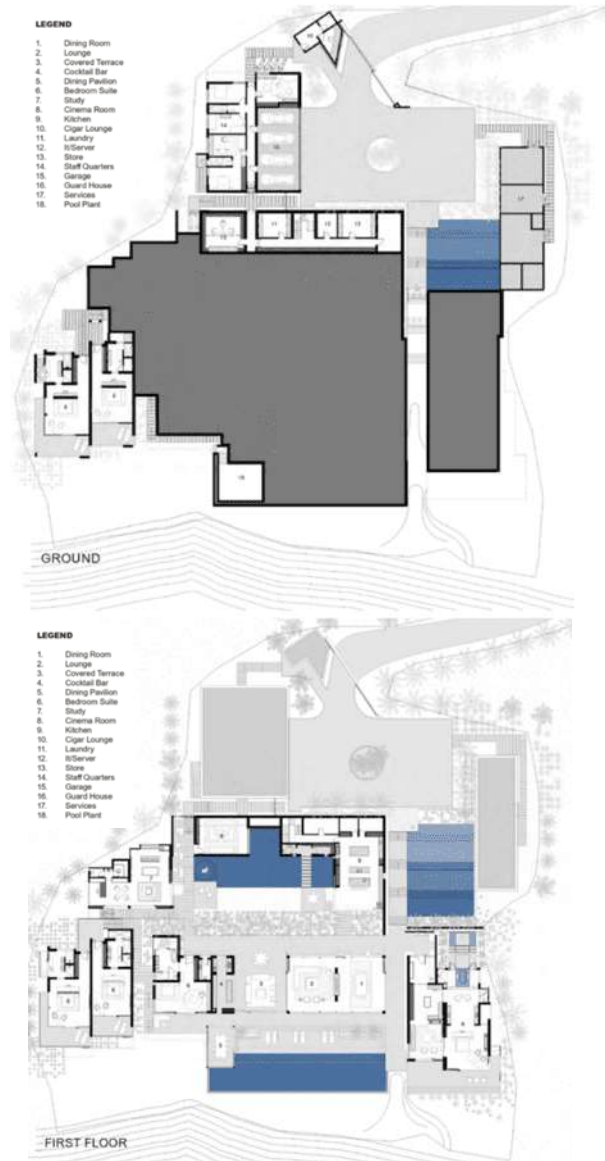 LEGEND
1. Dining Room
2. Lounge
3. Covered Terrace
4. Cocktail Bar
5. Dining Pavilion
6. Bedroom Suite
7. Study
8. Cinema Room
9. Kitchen
10. Cigar Lounge
11. Laundry
12. It/Server
13. Store
14. Staff Quarters
15. Garage
16. Guard House
17. Services
18. Pool Plant
GROUND
LEGEND
1. Dining Room
2. Lounge
3. Covered Terrace
4. Cocktail Bar
5. Dining Pavilion
6. Bedroom Suite
7. Study
8. Cinema Room
9. Kitchen
10. Cigar Lounge
11. Laundry
12. It/Server
13. Store
14. Staff Quarters
15. Garage
16. Guard House
17. Services
18. Pool Plant
FIRST FLOOR